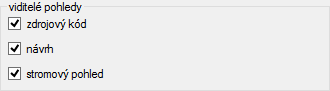 viditelé pohledy
zdrojový kód
návrh
stromový pohled